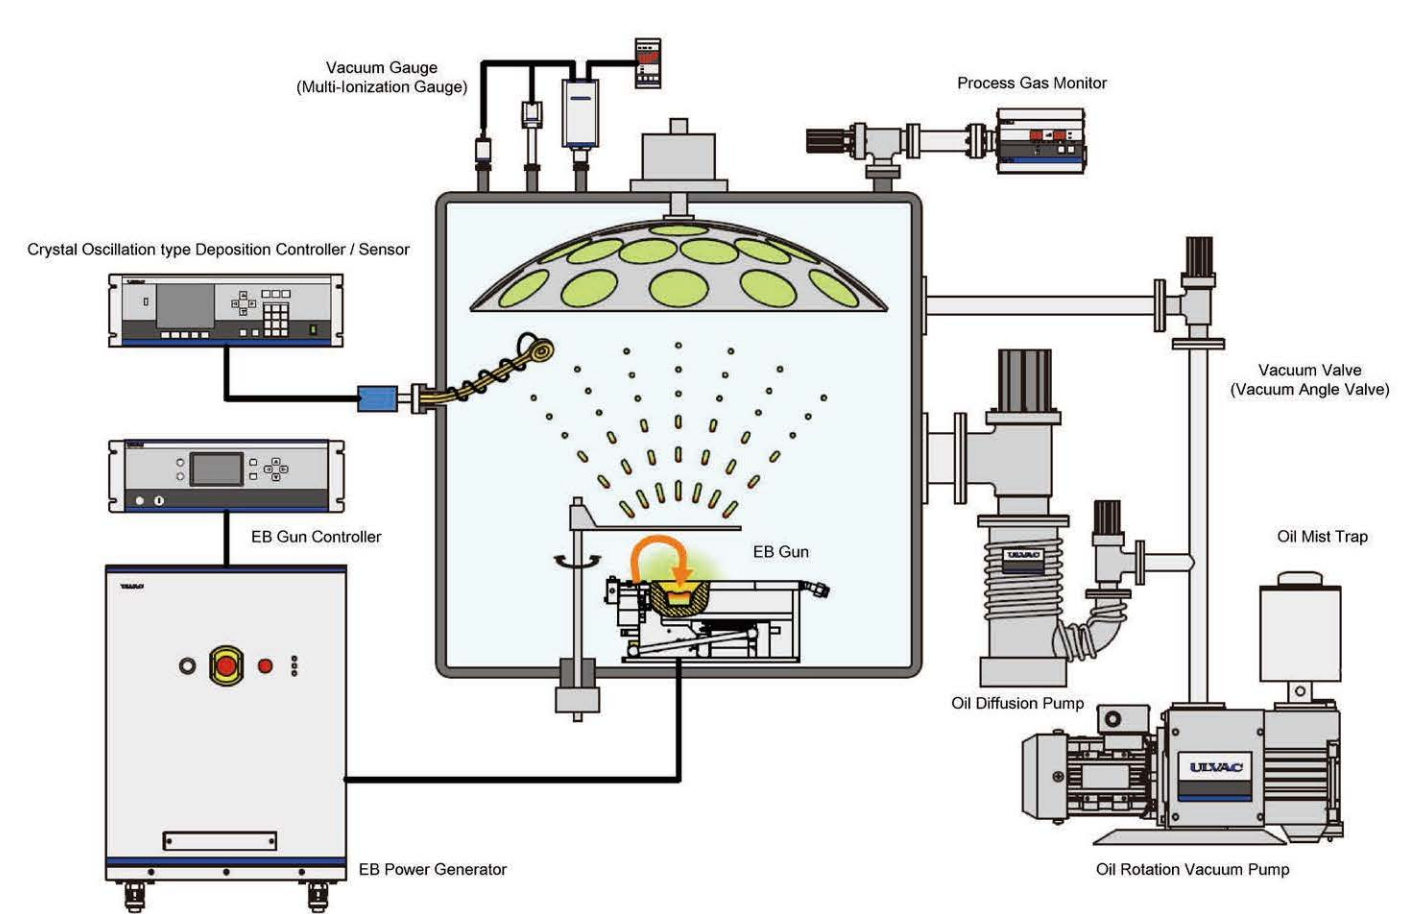 Vacuum Gauge
(Multi-Ionization Gauge)
Process Gas Monitor
Crystal Oscillation type Deposition Controller / Sensor
Vacuum Valve
(Vacuum Angle Valve)
EB Gun Controller
EB Gun
Oil Mist Trap
ULVAC
ULVAC
Oil Diffusion Pump
ULVAC
EB Power Generator
Oil Rotation Vacuum Pump